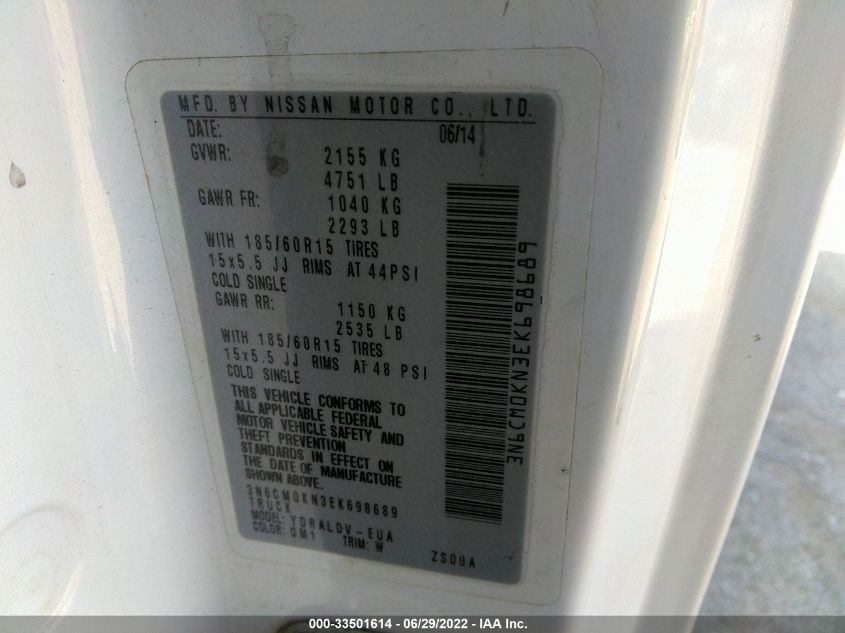 MFD. BY NISSAN MOTOR CO., LTD.
DATE: 06/14
GVWR: 2155 KG
4751 LB
GAWR FR: 1040 KG
2293 LB
WITH 185/60R15 TIRES
15x5.5 JJ RIMS AT 44PSI
COLD SINGLE
GAWR RR: 1150 KG
2535 LB
WITH 185/60R15 TIRES
15x5.5 JJ RIMS AT 48 PSI
COLD SINGLE
THIS VEHICLE CONFORMS TO
ALL APPLICABLE FEDERAL
MOTOR VEHICLE SAFETY AND
THEFT PREVENTION
STANDARDS IN EFFECT ON
THE DATE OF MANUFACTURE
SHOWN ABOVE.
3N6CM0KN3EK698689
TRUCK
MODEL: YDRALDV-EUA
COLOR: QM1 TRIM: W
ZS00A
3N6CM0KN3EK698689
000-33501614 / 06/29/2022 - IAA Inc.